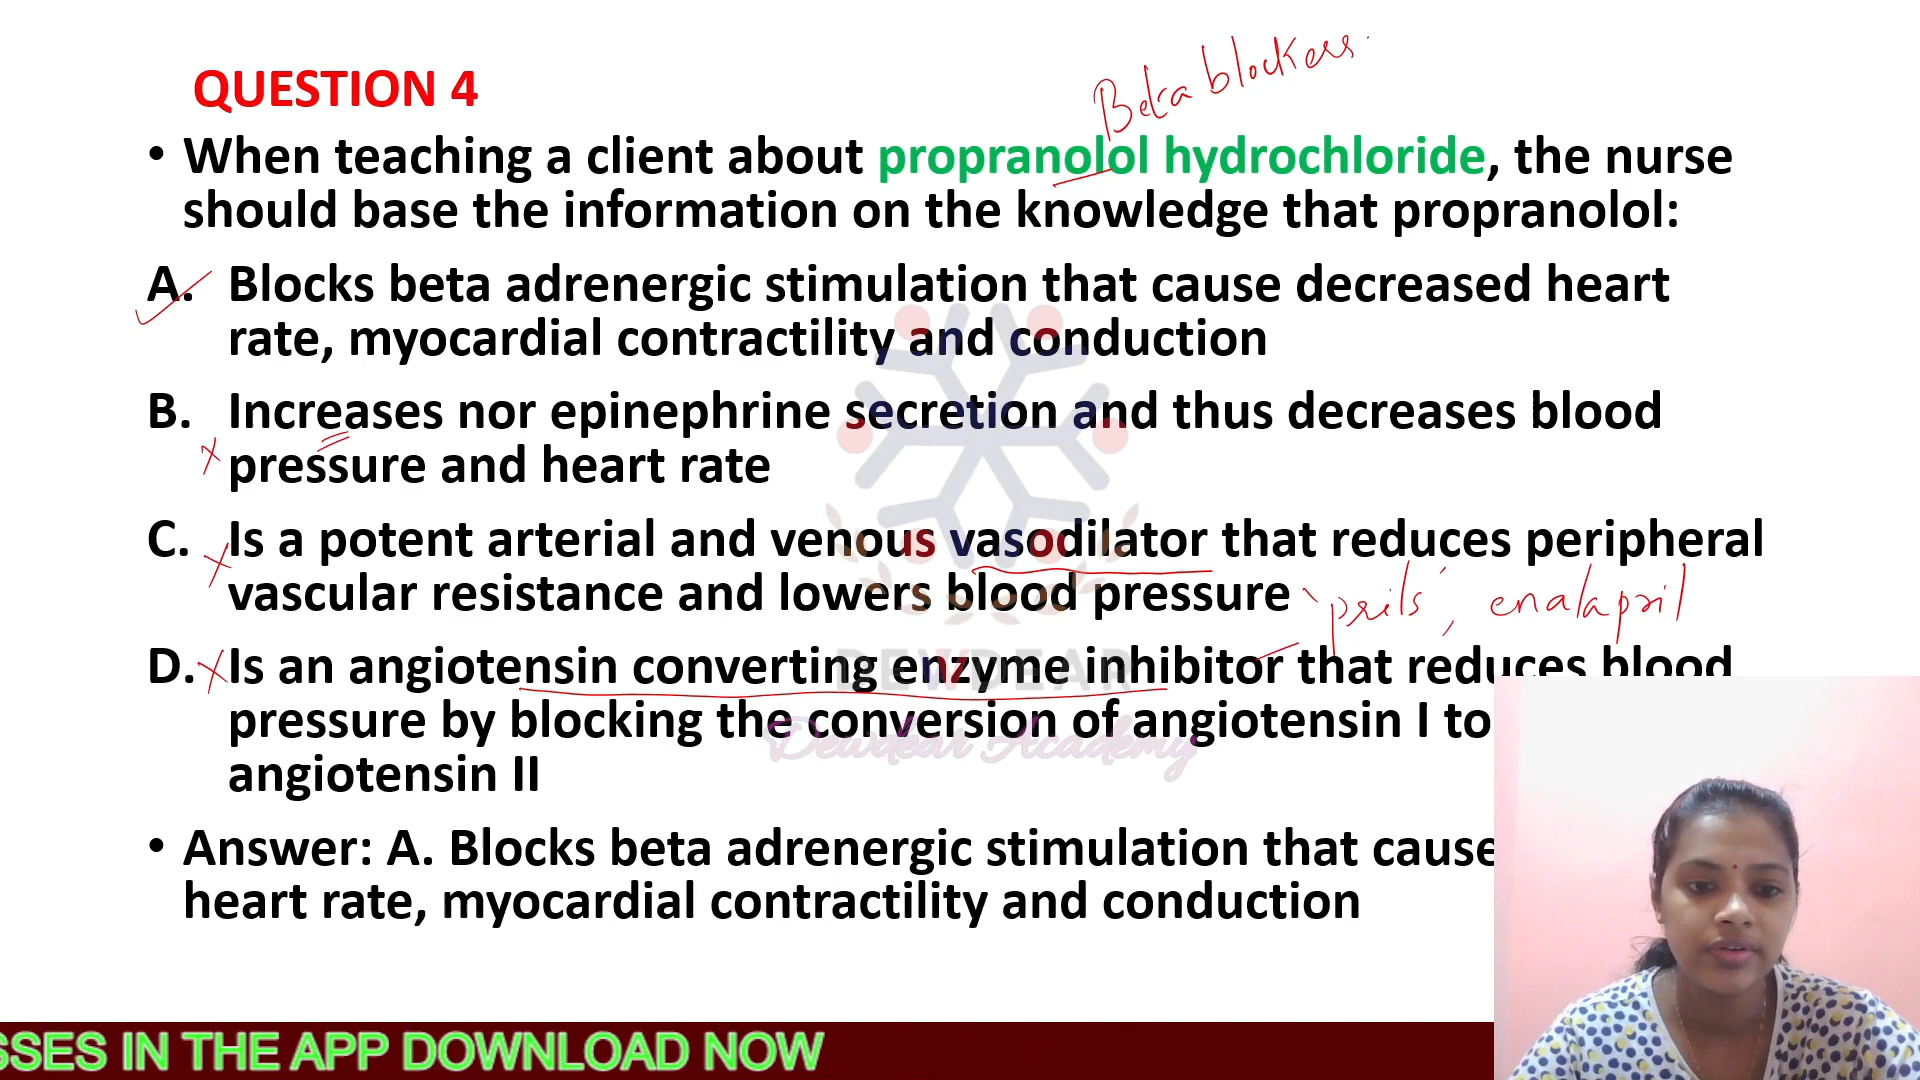 Beta blockers
QUESTION 4
• When teaching a client about propranolol hydrochloride, the nurse
should base the information on the knowledge that propranolol:
A. Blocks beta adrenergic stimulation that cause decreased heart
rate, myocardial contractility and conduction
B. Increases nor epinephrine secretion and thus decreases blood
pressure and heart rate
C. Is a potent arterial and venous vasodilator that reduces peripheral
vascular resistance and lowers blood pressure
'prils', enalapril
D. Is an angiotensin converting enzyme inhibitor that reduces blood
pressure by blocking the conversion of angiotensin I to
angiotensin II
DEWDEAR
Dewdear Academy
• Answer: A. Blocks beta adrenergic stimulation that cause
heart rate, myocardial contractility and conduction
SSES IN THE APP DOWNLOAD NOW